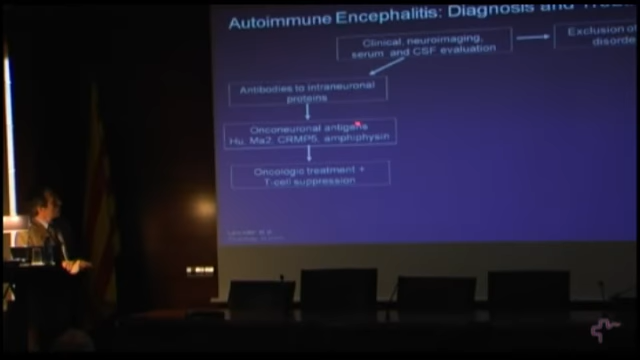 Autoimmune Encephalitis: Diagnosis and
Clinical, neuroimaging,
serum and CSF evaluation
Exclusion of
Antibodies to intraneuronal
proteins
Onconeuronal antigens
Hu, Ma2, CRMP5, amphiphysin
Oncologic treatment +
T-cell suppression